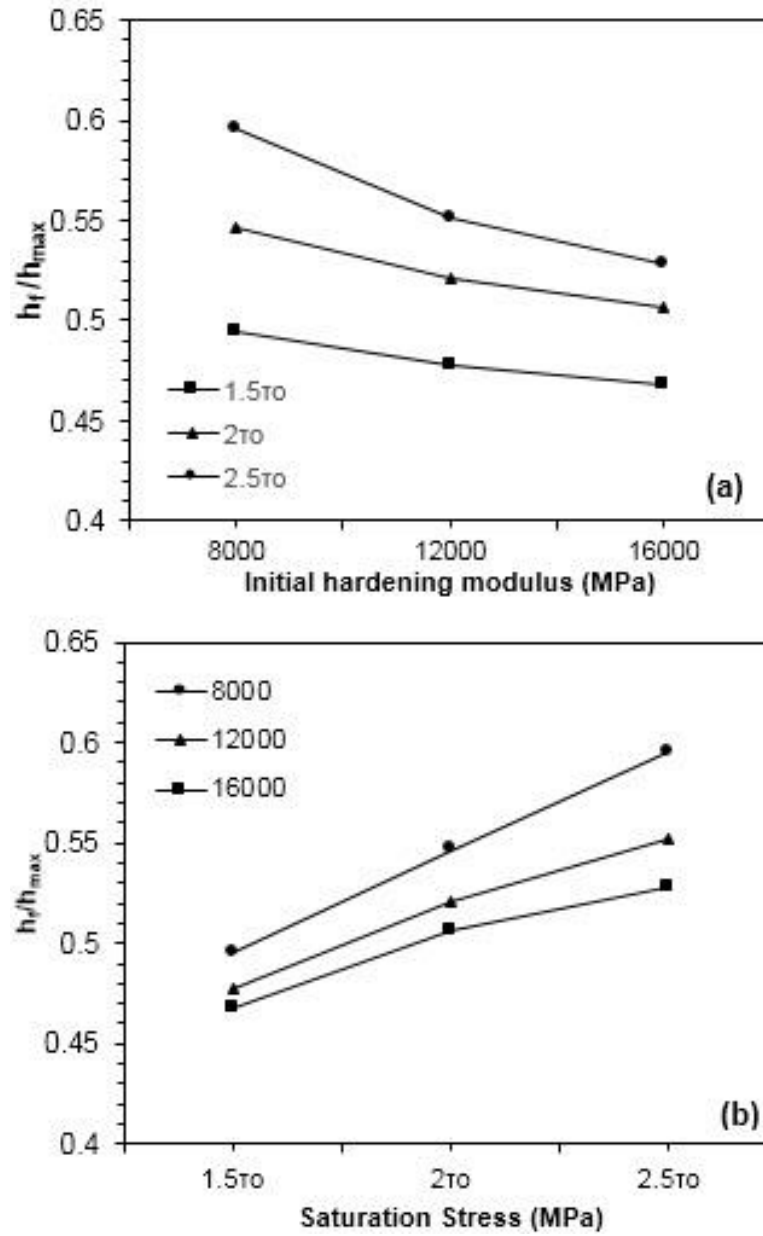 0.65
0.6
0.55
0.5
0.45
0.4
hf/hmax
1.5τo
2τo
2.5τo
(a)
8000 12000 16000
Initial hardening modulus (MPa)
0.65
0.6
0.55
0.5
0.45
0.4
hf/hmax
8000
12000
16000
(b)
1.5τo 2τo 2.5τo
Saturation Stress (MPa)